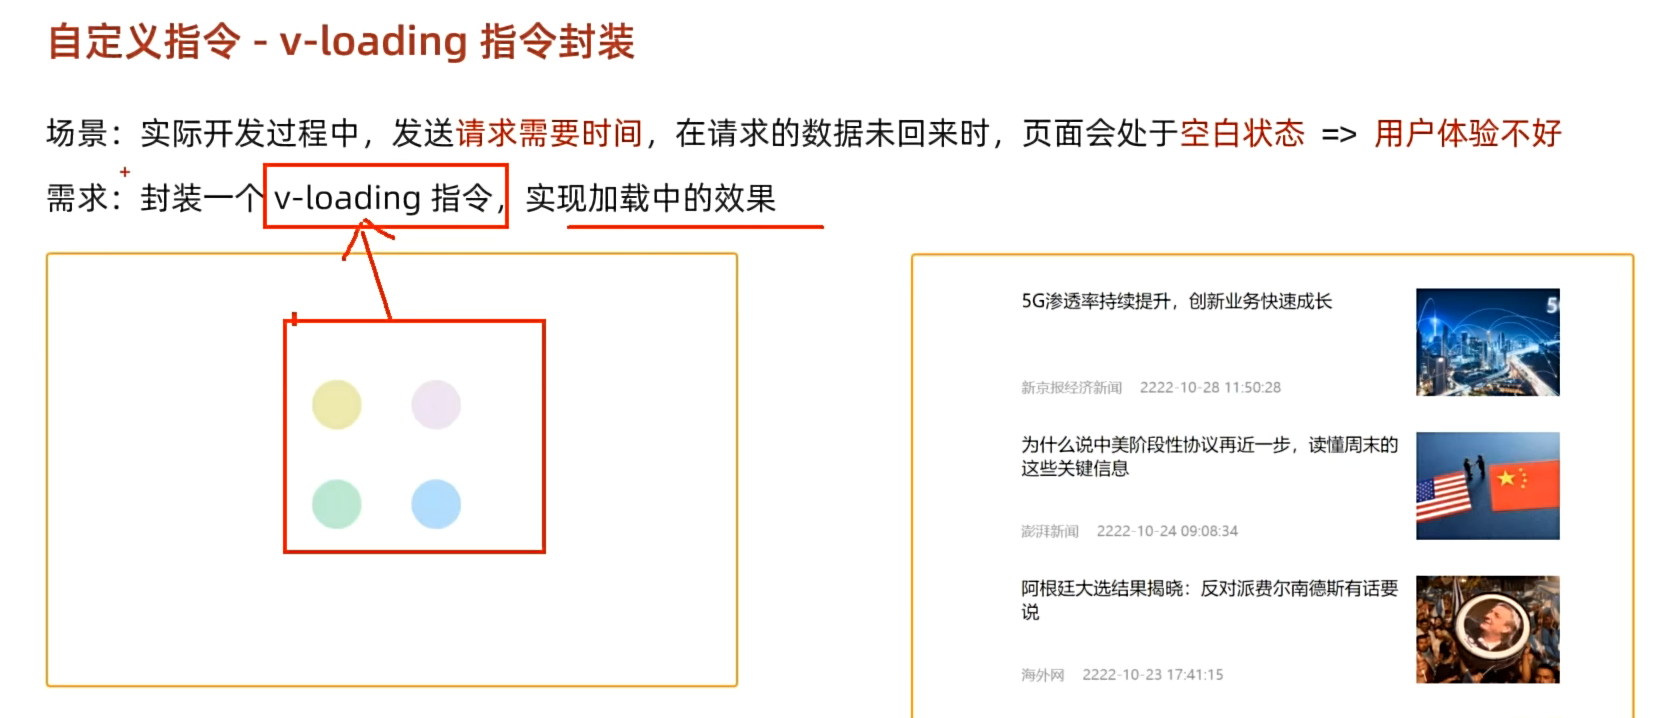 自定义指令 - v-loading 指令封装
场景：实际开发过程中，发送请求需要时间，在请求的数据未回来时，页面会处于空白状态 => 用户体验不好
需求：封装一个 v-loading 指令，实现加载中的效果
5G渗透率持续提升，创新业务快速成长
5
新京报经济新闻 2222-10-28 11:50:28
为什么说中美阶段性协议再近一步，读懂周末的
这些关键信息
澎湃新闻 2222-10-24 09:08:34
阿根廷大选结果揭晓：反对派费尔南德斯有话要
说
海外网 2222-10-23 17:41:15